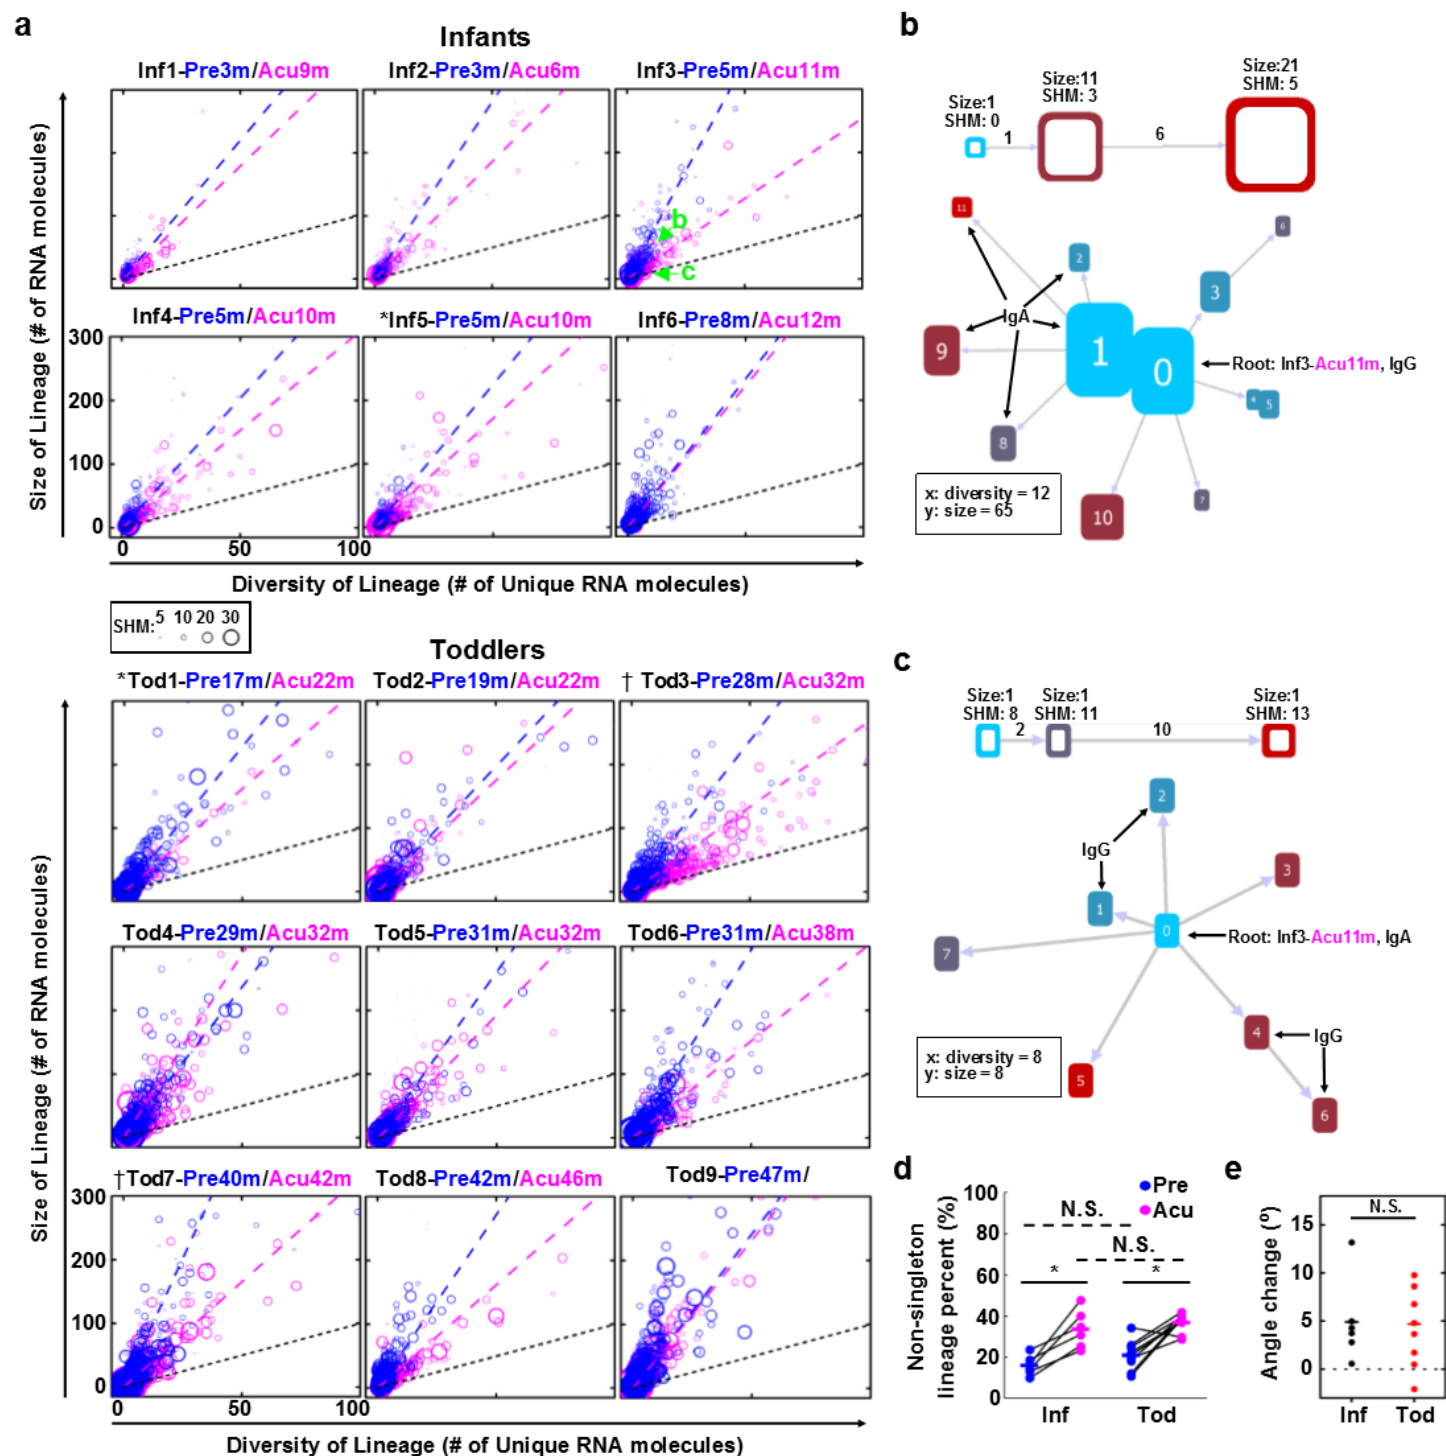 a
Infants
Inf1-Pre3m/Acu9m
Inf2-Pre3m/Acu6m
Inf3-Pre5m/Acu11m
b
c
Inf4-Pre5m/Acu10m
*Inf5-Pre5m/Acu10m
Inf6-Pre8m/Acu12m
300
200
100
0
0 50 100
Size of Lineage (# of RNA molecules)
Diversity of Lineage (# of Unique RNA molecules)
SHM: 5 10 20 30
Toddlers
*Tod1-Pre17m/Acu22m
Tod2-Pre19m/Acu22m
† Tod3-Pre28m/Acu32m
Tod4-Pre29m/Acu32m
Tod5-Pre31m/Acu32m
Tod6-Pre31m/Acu38m
†Tod7-Pre40m/Acu42m
Tod8-Pre42m/Acu46m
Tod9-Pre47m/
300
200
100
0
0 50 100
Size of Lineage (# of RNA molecules)
Diversity of Lineage (# of Unique RNA molecules)
b
Size:1
SHM: 0
1
Size:11
SHM: 3
6
Size:21
SHM: 5
11
2
6
3
IgA
9
1
0
Root: Inf3-Acu11m, IgG
4
5
8
7
10
x: diversity = 12
y: size = 65
c
Size:1
SHM: 8
2
Size:1
SHM: 11
10
Size:1
SHM: 13
2
IgG
3
1
0
Root: Inf3-Acu11m, IgA
7
4
IgG
5
6
x: diversity = 8
y: size = 8
d
Non-singleton
lineage percent (%)
100
80
60
40
20
0
Pre
Acu
N.S.
N.S.
*
*
Inf
Tod
e
Angle change (º)
15
10
5
0
N.S.
Inf
Tod